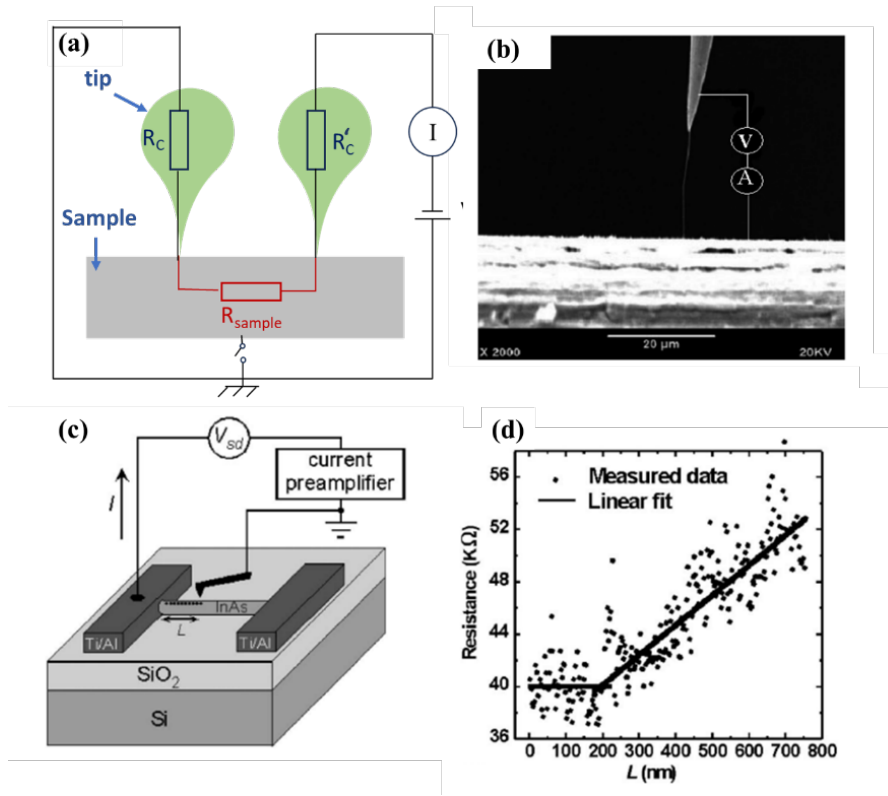 (a)
tip
R_C
R'_C
I
Sample
R_sample
(b)
V
A
X 2000
20 µm
20KV
(c)
V_sd
current
preamplifier
I
InAs
L
Ti/Al
Ti/Al
SiO₂
Si
(d)
Measured data
Linear fit
Resistance (KΩ)
56
52
48
44
40
36
0 100 200 300 400 500 600 700 800
L (nm)